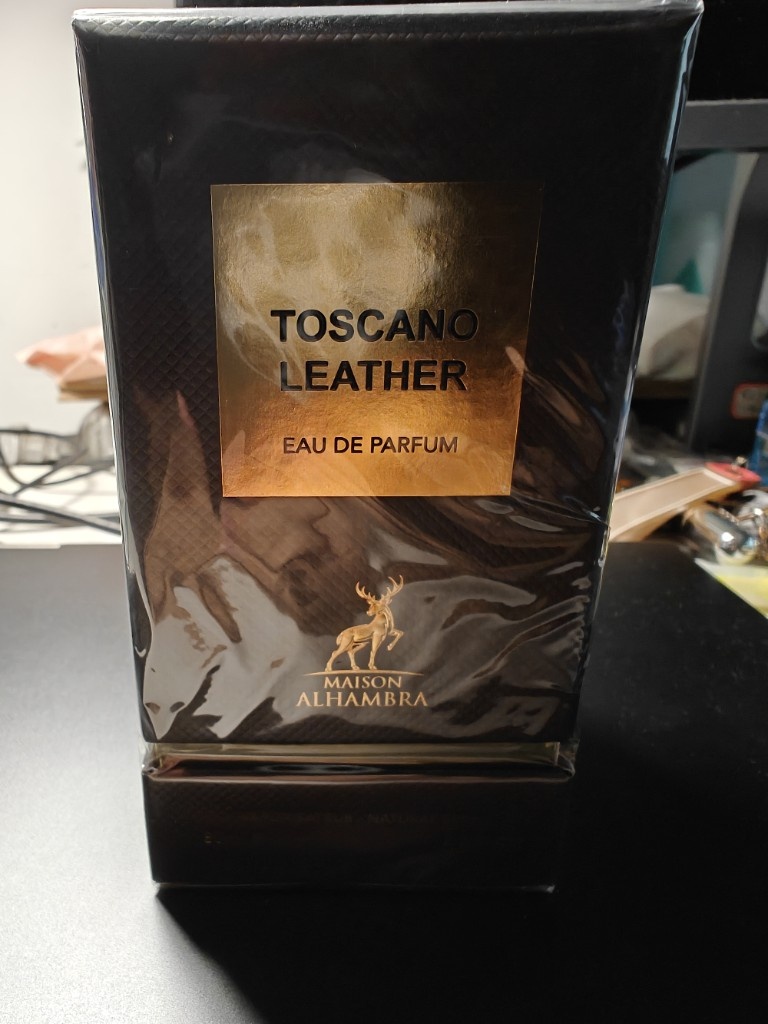 TOSCANO
LEATHER
EAU DE PARFUM
MAISON
ALHAMBRA